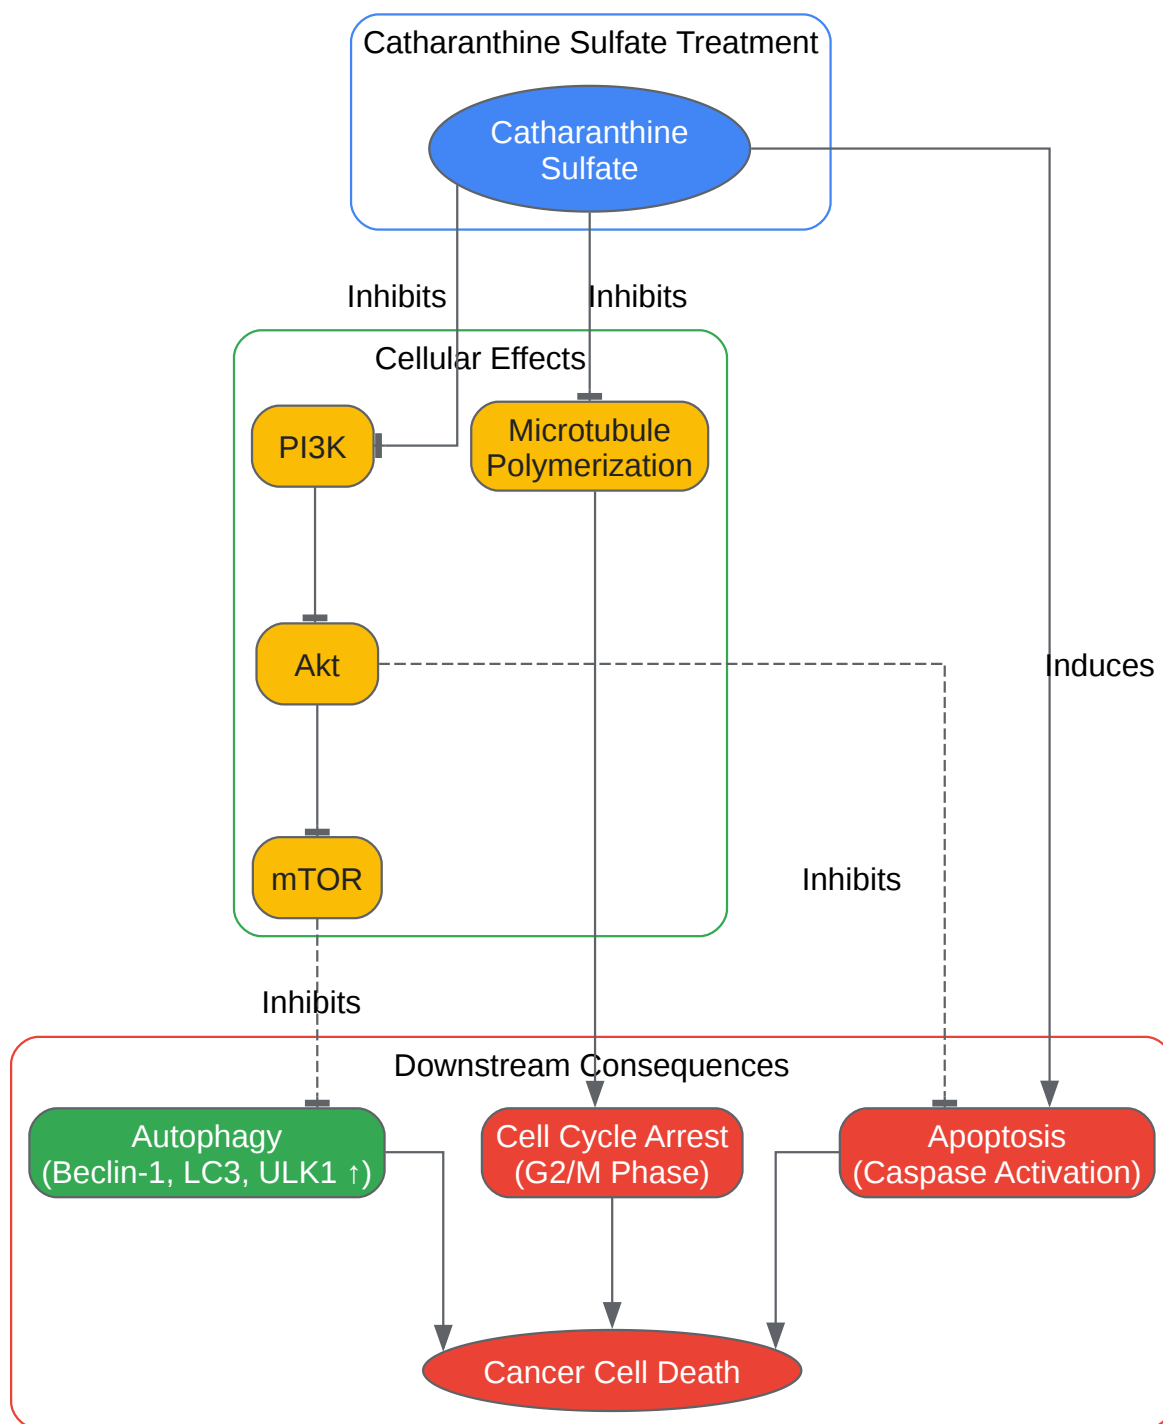 Catharanthine Sulfate Treatment
Catharanthine
Sulfate
Inhibits
Inhibits
Cellular Effects
PI3K
Microtubule
Polymerization
Akt
Induces
mTOR
Inhibits
Inhibits
Downstream Consequences
Autophagy
(Beclin-1, LC3, ULK1 ↑)
Cell Cycle Arrest
(G2/M Phase)
Apoptosis
(Caspase Activation)
Cancer Cell Death